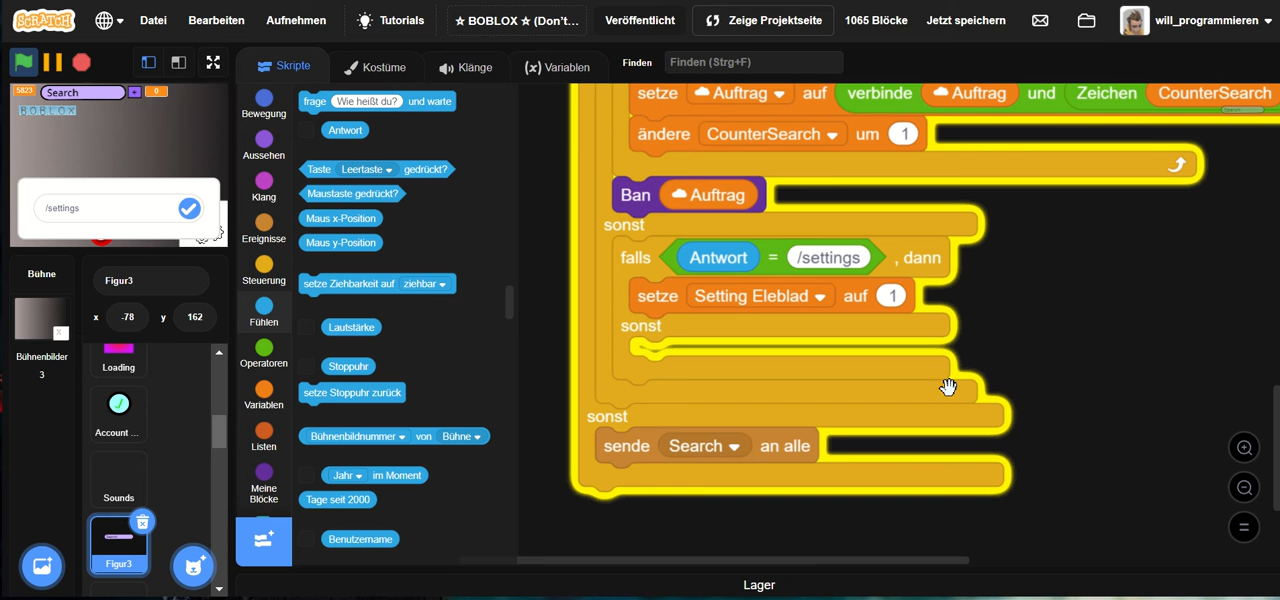 SCRATCH
Datei
Bearbeiten
Aufnehmen
Tutorials
★ BOBLOX ★ (Don't...
Veröffentlicht
Zeige Projektseite
1065 Blöcke
Jetzt speichern
will_programmieren
Skripte
Kostüme
Klänge
(x) Variablen
Finden
Finden (Strg+F)
5823
Search
+
0
BOBLOX
/settings
Bühne
Bühnenbilder
3
Figur3
x
-78
y
162
Loading
Account ...
Sounds
Figur3
Bewegung
Aussehen
Klang
Ereignisse
Steuerung
Fühlen
Operatoren
Variablen
Listen
Meine
Blöcke
frage Wie heißt du? und warte
Antwort
Taste Leertaste gedrückt?
Maustaste gedrückt?
Maus x-Position
Maus y-Position
setze Ziehbarkeit auf ziehbar
Lautstärke
Stoppuhr
setze Stoppuhr zurück
Bühnenbildnummer von Bühne
Jahr im Moment
Tage seit 2000
Benutzername
setze Auftrag auf verbinde Auftrag und Zeichen CounterSearch
ändere CounterSearch um 1
Ban Auftrag
sonst
falls Antwort = /settings , dann
setze Setting Eleblad auf 1
sonst
sonst
sende Search an alle
Lager